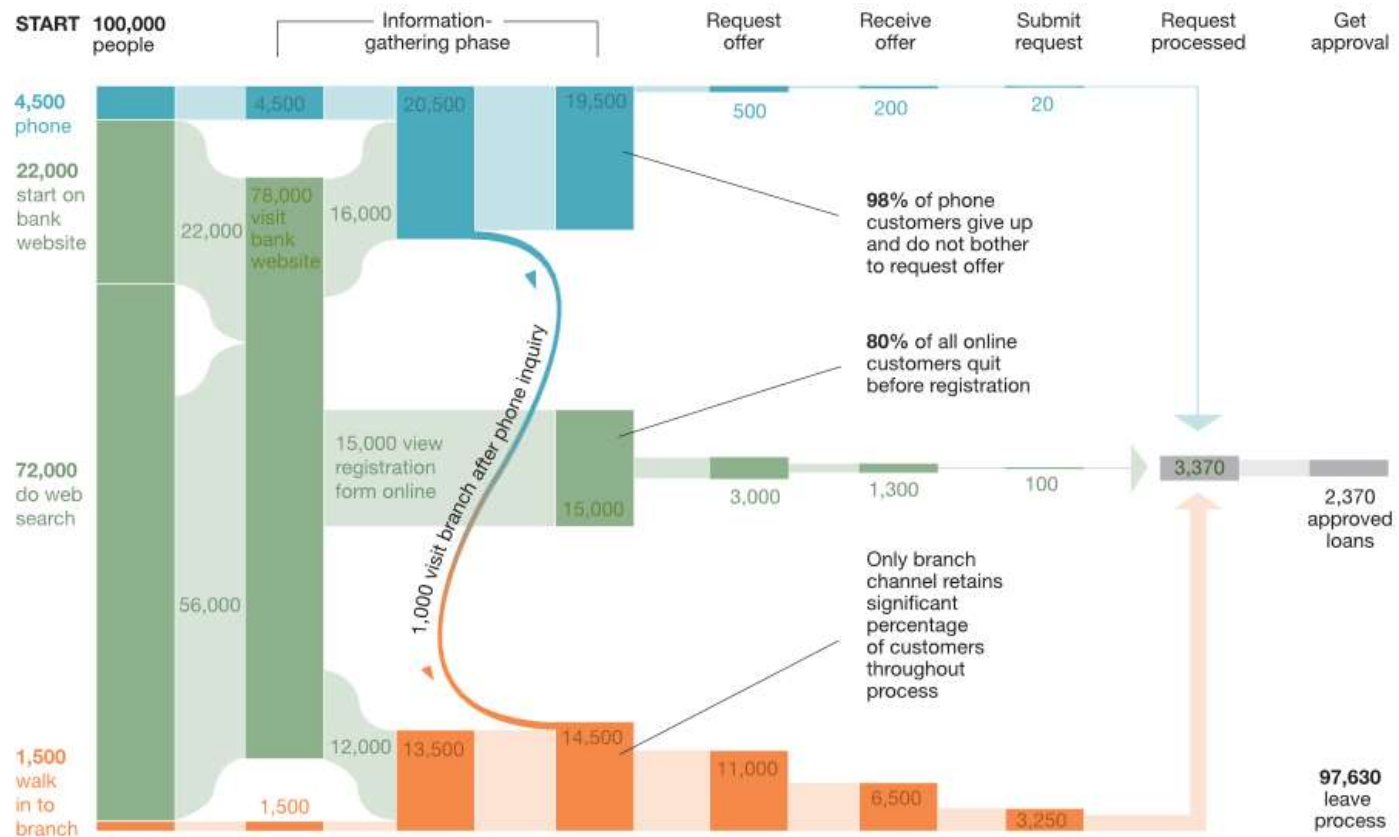 START 100,000
people
Information-
gathering phase
Request
offer
Receive
offer
Submit
request
Request
processed
Get
approval
4,500
phone
4,500
20,500
19,500
500
200
20
22,000
start on
bank
website
22,000
78,000
visit
bank
website
16,000
98% of phone
customers give up
and do not bother
to request offer
1,000 visit branch after phone inquiry
80% of all online
customers quit
before registration
72,000
do web
search
56,000
15,000 view
registration
form online
15,000
3,000
1,300
100
3,370
2,370
approved
loans
Only branch
channel retains
significant
percentage
of customers
throughout
process
1,500
walk
in to
branch
1,500
12,000
13,500
14,500
11,000
6,500
3,250
97,630
leave
process